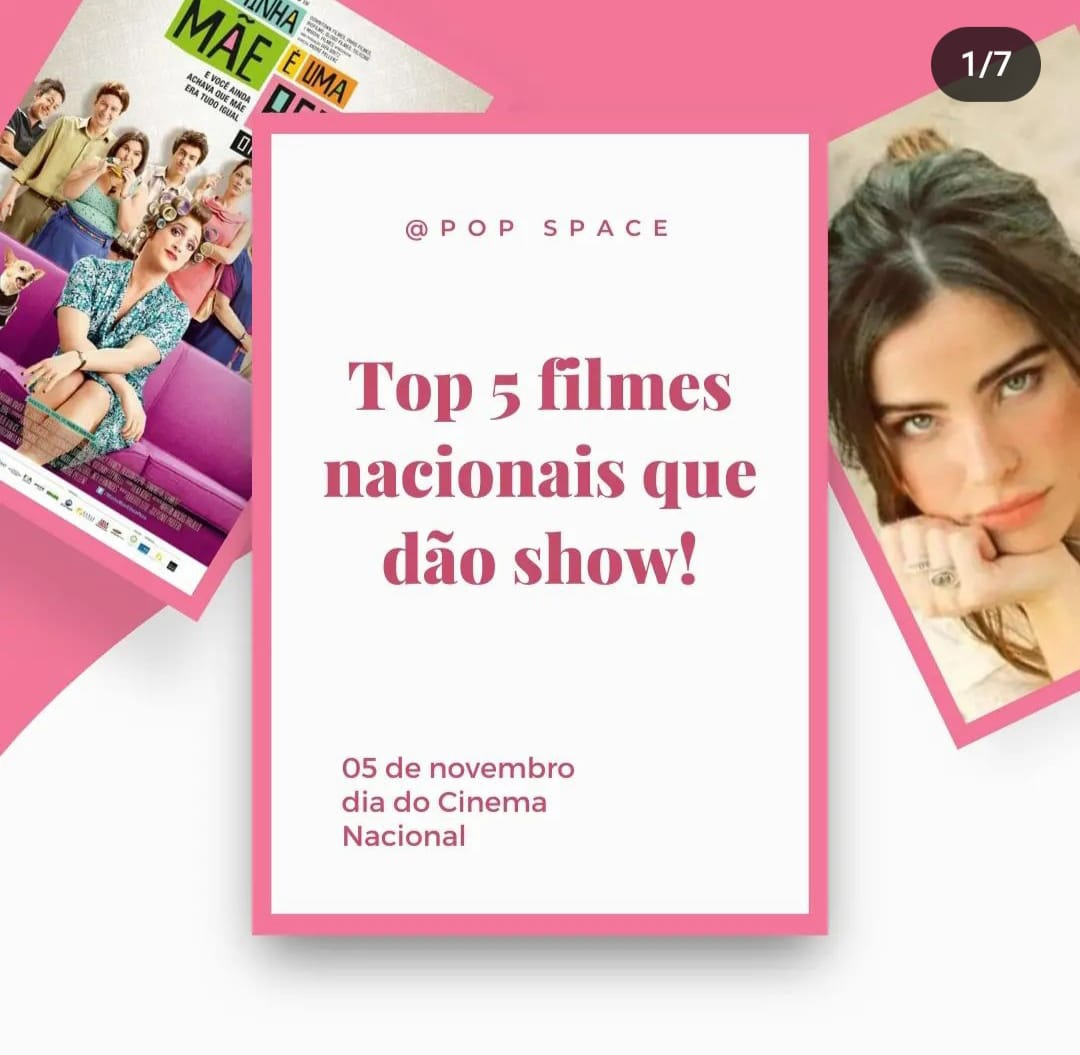 INHA
MÃE
É UMA
E VOCÊ AINDA
ACHAVA QUE MÃE
ERA TUDO IGUAL
1/7
@POP SPACE
Top 5 filmes
nacionais que
dão show!
05 de novembro
dia do Cinema
Nacional